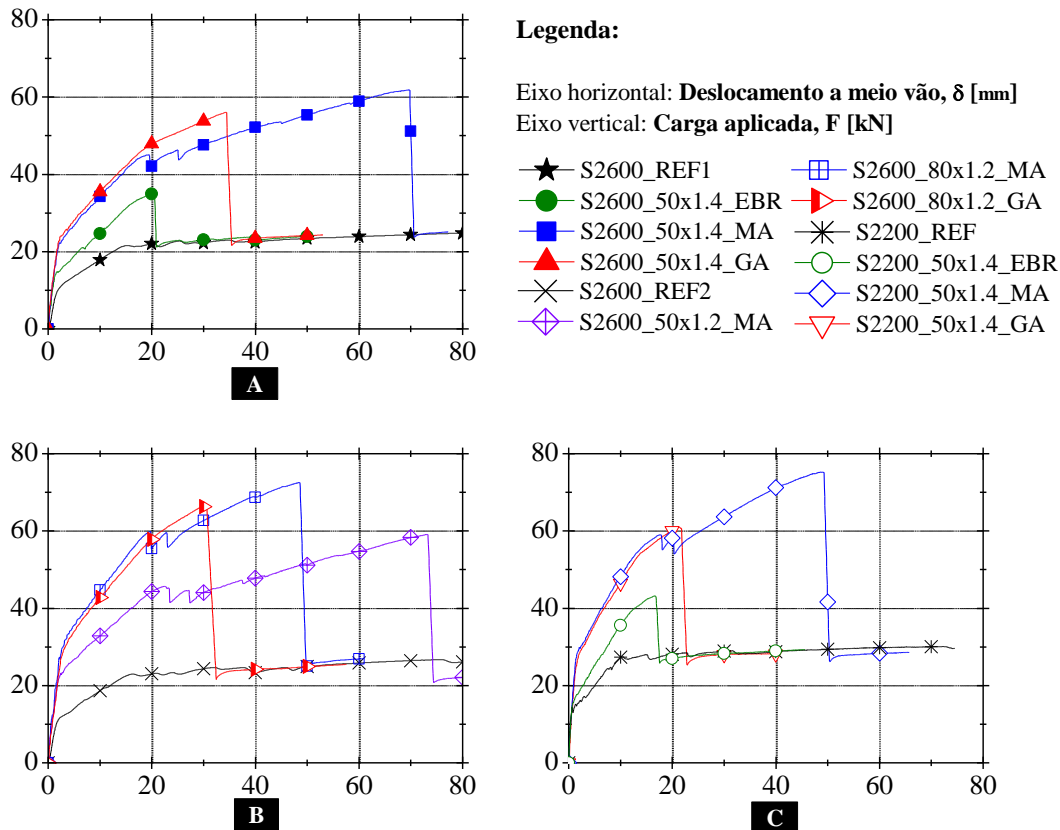 80
60
40
20
0
0 20 40 60 80
A
Legenda:
Eixo horizontal: Deslocamento a meio vão, δ [mm]
Eixo vertical: Carga aplicada, F [kN]
S2600_REF1
S2600_50x1.4_EBR
S2600_50x1.4_MA
S2600_50x1.4_GA
S2600_REF2
S2600_50x1.2_MA
S2600_80x1.2_MA
S2600_80x1.2_GA
S2200_REF
S2200_50x1.4_EBR
S2200_50x1.4_MA
S2200_50x1.4_GA
80
60
40
20
0
0 20 40 60 80
B
80
60
40
20
0
0 20 40 60 80
C